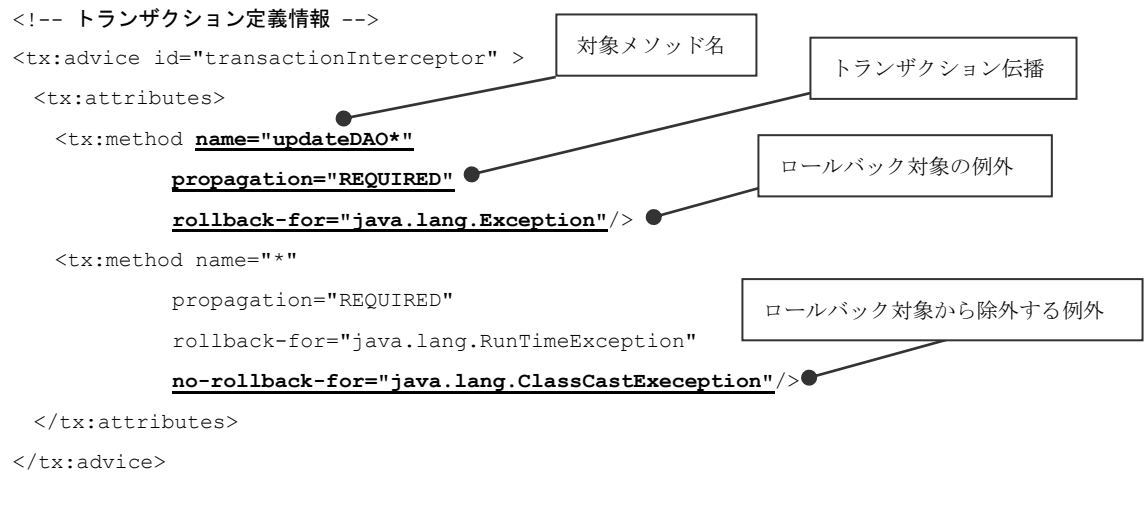 <!-- トランザクション定義情報 -->
対象メソッド名
<tx:advice id="transactionInterceptor" >
トランザクション伝播
<tx:attributes>
<tx:method name="updateDAO*"
propagation="REQUIRED"
ロールバック対象の例外
rollback-for="java.lang.Exception"/>
<tx:method name="*"
propagation="REQUIRED"
ロールバック対象から除外する例外
rollback-for="java.lang.RunTimeException"
no-rollback-for="java.lang.ClassCastExeception"/>
</tx:attributes>
</tx:advice>